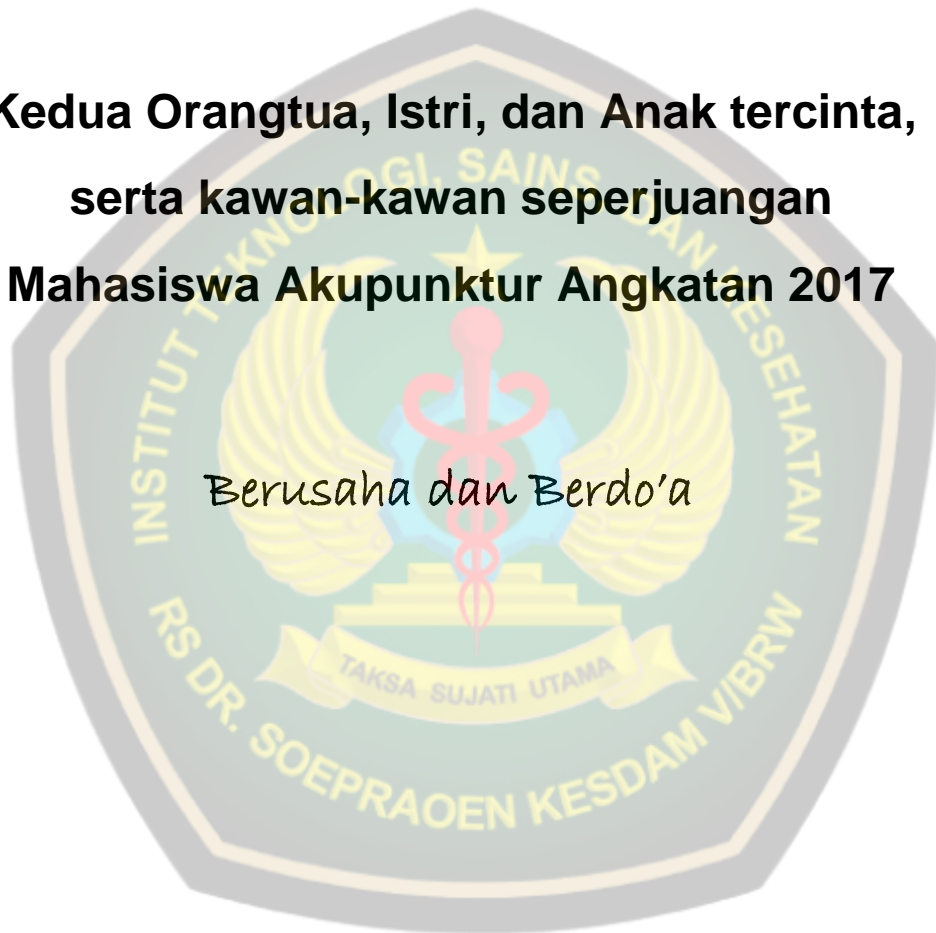 Kedua Orangtua, Istri, dan Anak tercinta,
serta kawan-kawan seperjuangan
Mahasiswa Akupunktur Angkatan 2017
Berusaha dan Berdo’a
INSTITUT TEKNOLOGI, SAINS DAN KESEHATAN
TAKSA SUJATI UTAMA
RS DR. SOEPRAOEN KESDAM V/BRW